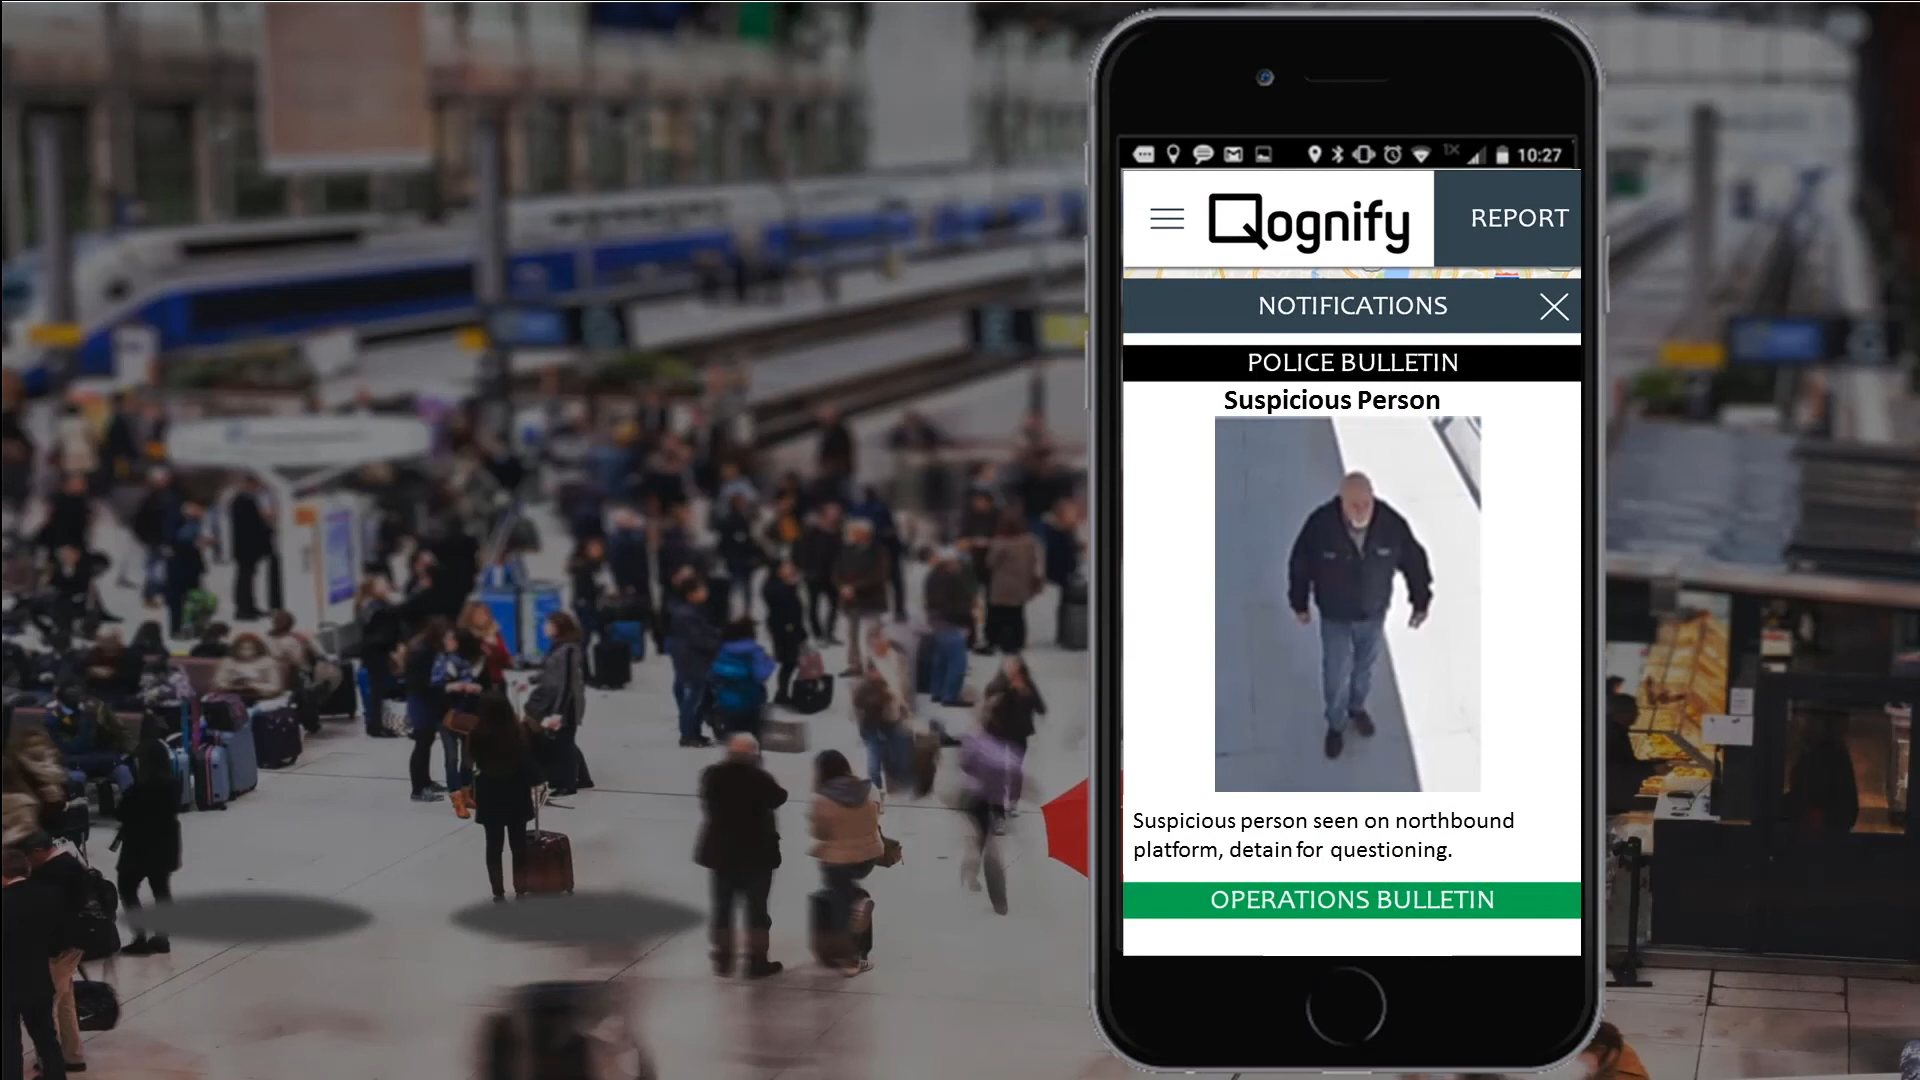 1X 10:27
Qognify REPORT
NOTIFICATIONS
POLICE BULLETIN
Suspicious Person
Suspicious person seen on northbound
platform, detain for questioning.
OPERATIONS BULLETIN